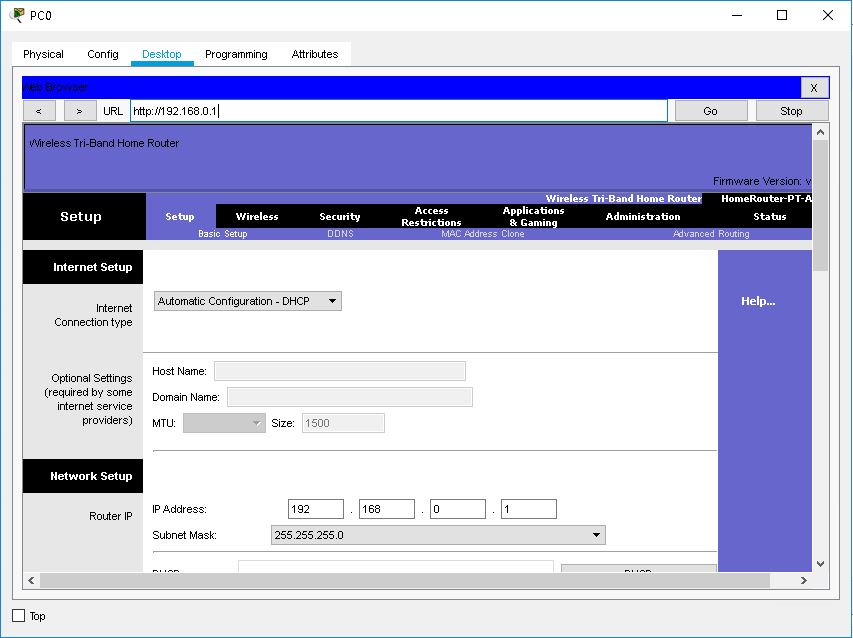 PC0
Physical Config Desktop Programming Attributes
Web Browser X
< > URL http://192.168.0.1 Go Stop
Wireless Tri-Band Home Router
Firmware Version: v
Wireless Tri-Band Home Router HomeRouter-PT-A
Setup
Setup Wireless Security Access Restrictions Applications & Gaming Administration Status
Basic Setup DDNS MAC Address Clone Advanced Routing
Internet Setup
Internet
Connection type
Automatic Configuration - DHCP
Help...
Optional Settings
(required by some
internet service
providers)
Host Name:
Domain Name:
MTU: Size: 1500
Network Setup
Router IP
IP Address: 192 . 168 . 0 . 1
Subnet Mask: 255.255.255.0
Top